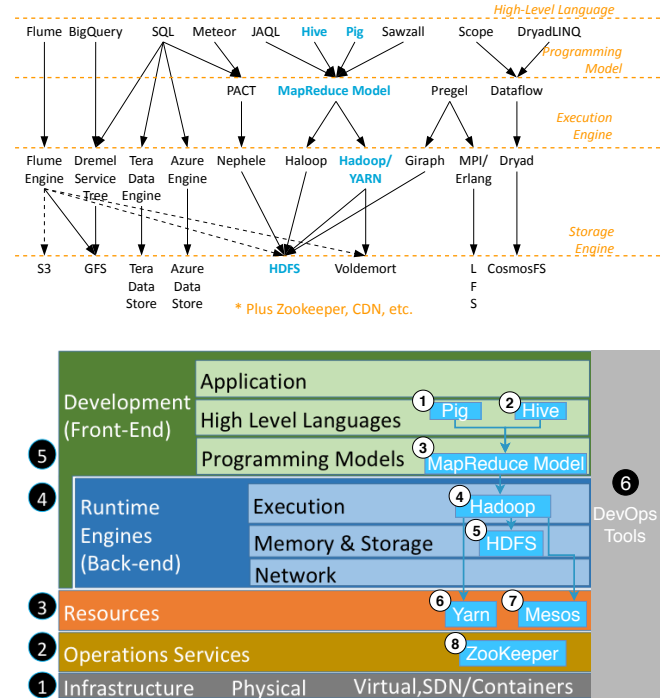 High-Level Language
Flume BigQuery SQL Meteor JAQL Hive Pig Sawzall Scope DryadLINQ
Programming
Model
PACT MapReduce Model Pregel Dataflow
Execution
Engine
Flume Dremel Tera Azure Nephele Haloop Hadoop/ Giraph MPI/ Dryad
Engine Service Data Engine YARN Erlang
Tree Engine
Storage
Engine
S3 GFS Tera Azure HDFS Voldemort L CosmosFS
Data Data F
Store Store S
* Plus Zookeeper, CDN, etc.
Application
Development
(Front-End)
High Level Languages
1 Pig 2 Hive
5 Programming Models 3 MapReduce Model
4 Runtime
Engines
(Back-end)
Execution 4 Hadoop
Memory & Storage 5 HDFS
Network
6
DevOps
Tools
3 Resources 6 Yarn 7 Mesos
2 Operations Services 8 ZooKeeper
1 Infrastructure Physical Virtual,SDN/Containers